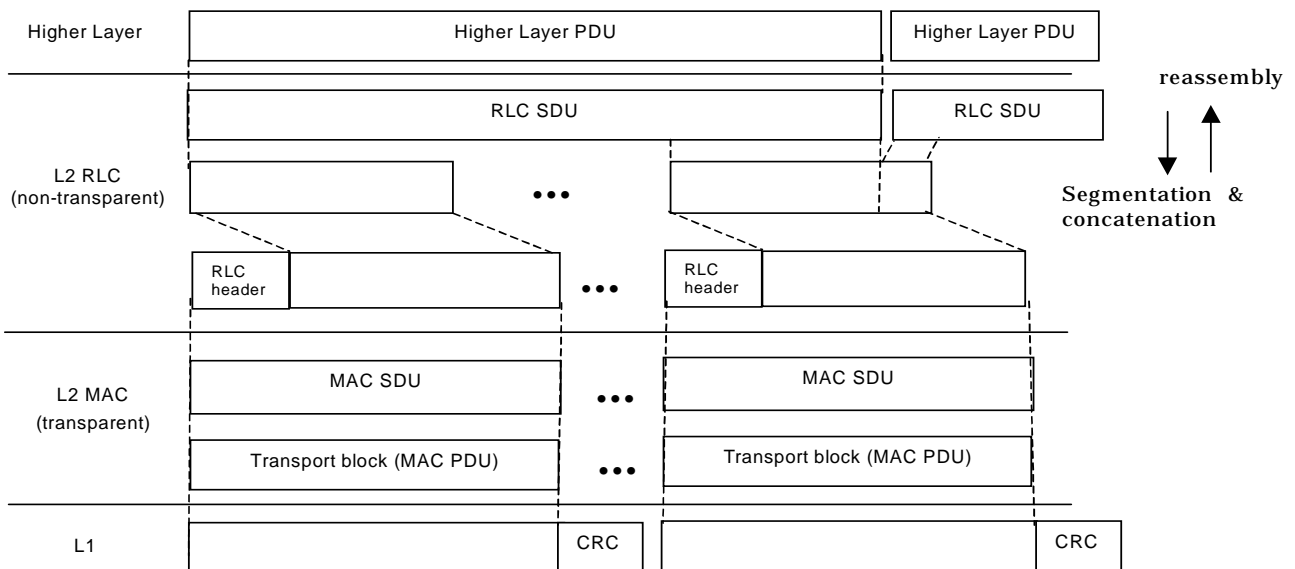 Higher Layer
Higher Layer PDU
Higher Layer PDU
reassembly
RLC SDU
RLC SDU
L2 RLC
(non-transparent)
Segmentation &
concatenation
RLC
header
RLC
header
L2 MAC
(transparent)
MAC SDU
MAC SDU
Transport block (MAC PDU)
Transport block (MAC PDU)
L1
CRC
CRC